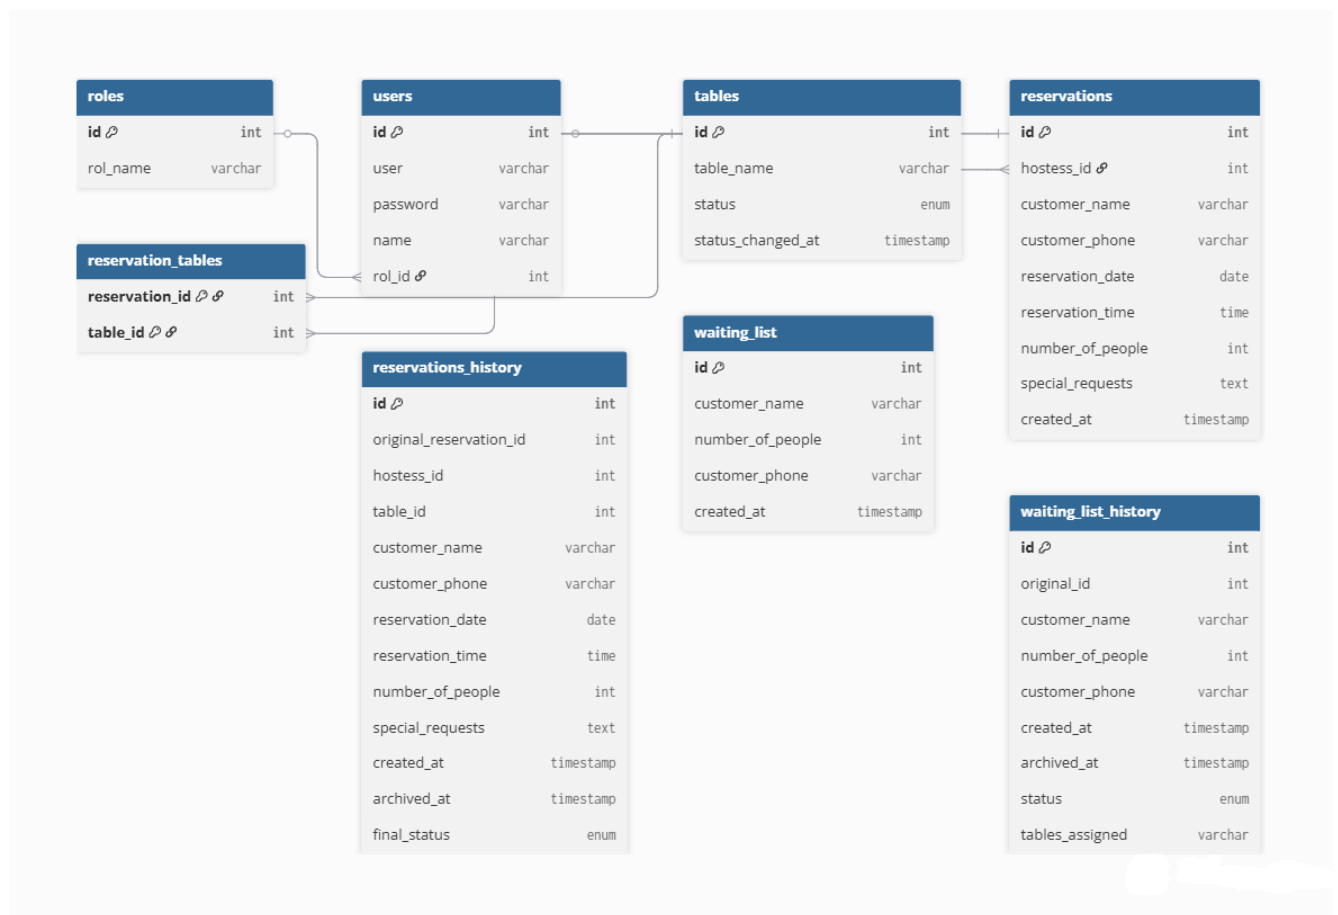 roles
id int
rol_name varchar
users
id int
user varchar
password varchar
name varchar
rol_id int
tables
id int
table_name varchar
status enum
status_changed_at timestamp
reservations
id int
hostess_id int
customer_name varchar
customer_phone varchar
reservation_date date
reservation_time time
number_of_people int
special_requests text
created_at timestamp
reservation_tables
reservation_id int
table_id int
waiting_list
id int
customer_name varchar
number_of_people int
customer_phone varchar
created_at timestamp
reservations_history
id int
original_reservation_id int
hostess_id int
table_id int
customer_name varchar
customer_phone varchar
reservation_date date
reservation_time time
number_of_people int
special_requests text
created_at timestamp
archived_at timestamp
final_status enum
waiting_list_history
id int
original_id int
customer_name varchar
number_of_people int
customer_phone varchar
created_at timestamp
archived_at timestamp
status enum
tables_assigned varchar